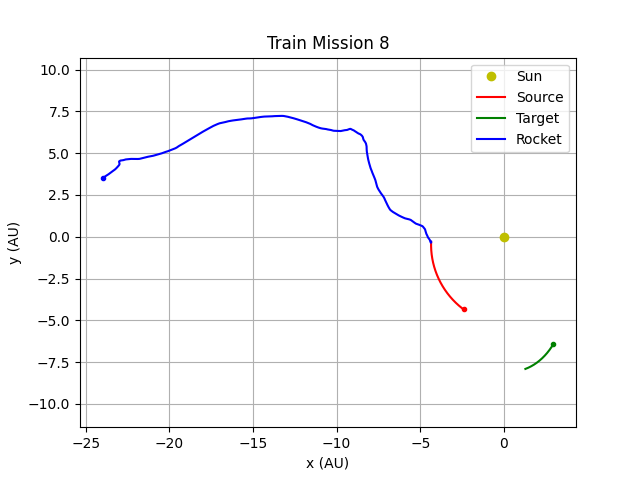 Train Mission 8
Sun
Source
Target
Rocket
10.0
7.5
5.0
2.5
0.0
−2.5
−5.0
−7.5
−10.0
y (AU)
−25 −20 −15 −10 −5 0
x (AU)